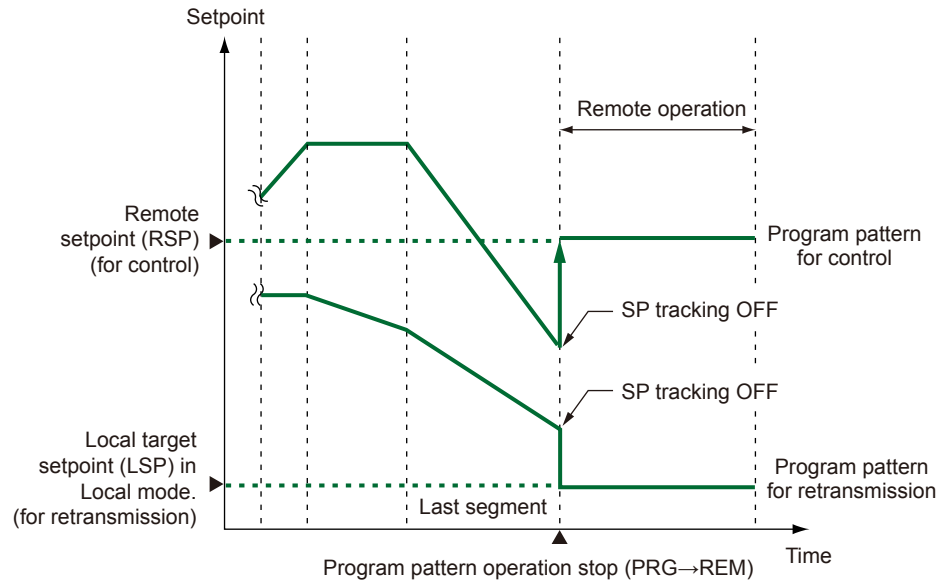 Setpoint
Remote operation
Remote
setpoint (RSP)
(for control)
Program pattern
for control
SP tracking OFF
SP tracking OFF
Local target
setpoint (LSP) in
Local mode.
(for retransmission)
Program pattern
for retransmission
Last segment
Time
Program pattern operation stop (PRG→REM)